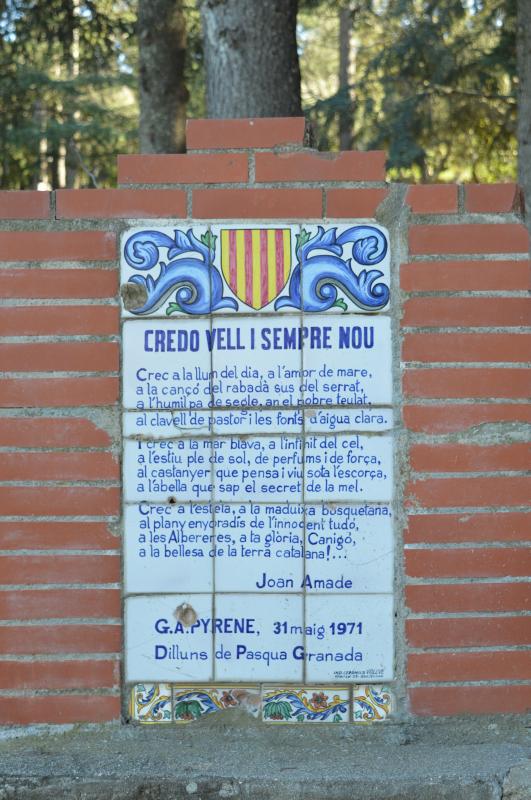 CREDO VELL I SEMPRE NOU
Crec a la llum del dia, a l'amor de mare,
a la cançó del rabadà sus del serrat,
a l'humil pa de segle, an el pobre teulat,
al clavell de pastor i les fonts d'aigua clara.
I crec a la mar blava, a l'infinit del cel,
a l'estiu ple de sol, de perfums i de força,
al castanyer que pensa i viu sota l'escorça,
a l'abella que sap el secret de la mel.
Crec a l'estela, a la maduixa bosquetana,
al plany enyoradís de l'innocent tudó,
a les Alberes, a ta glòria, Canigó,
a la bellesa de la terra catalana!...
Joan Amade
G.A. PYRENE, 31 maig 1971
Dilluns de Pasqua Granada